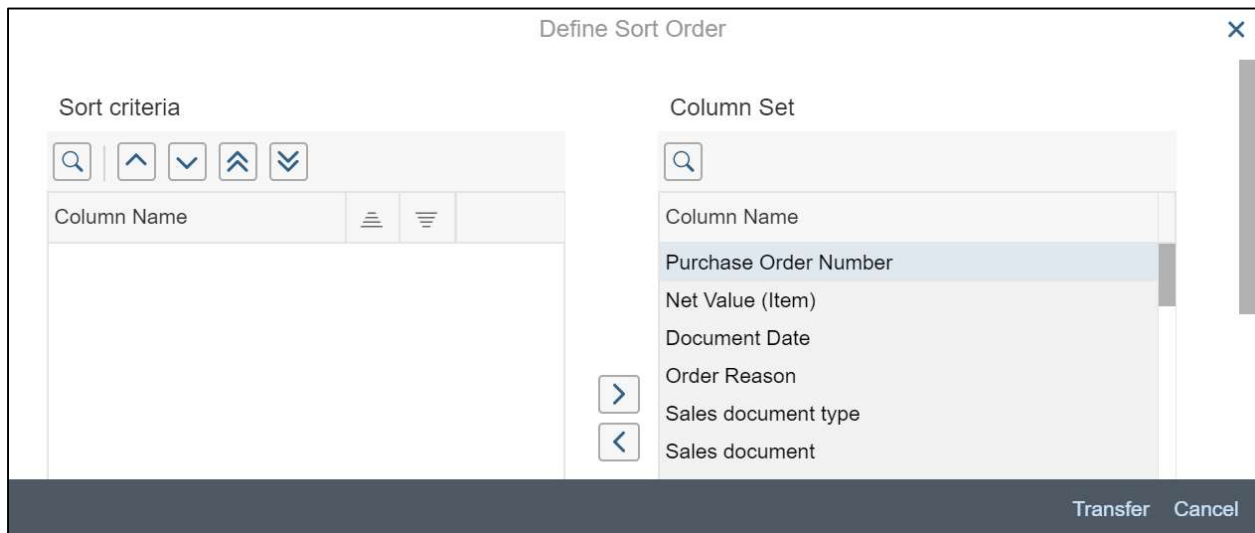 Define Sort Order
Sort criteria
Column Set
Column Name
Column Name
Purchase Order Number
Net Value (Item)
Document Date
Order Reason
Sales document type
Sales document
Transfer Cancel